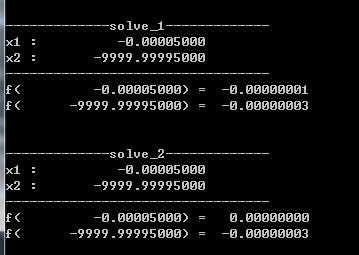 -------------solve_1-------------
x1 :           -0.00005000
x2 :        -9999.99995000
---------------------------------
f(         -0.00005000) =  -0.00000001
f(      -9999.99995000) =  -0.00000003
-------------solve_2-------------
x1 :           -0.00005000
x2 :        -9999.99995000
---------------------------------
f(         -0.00005000) =   0.00000000
f(      -9999.99995000) =  -0.00000003